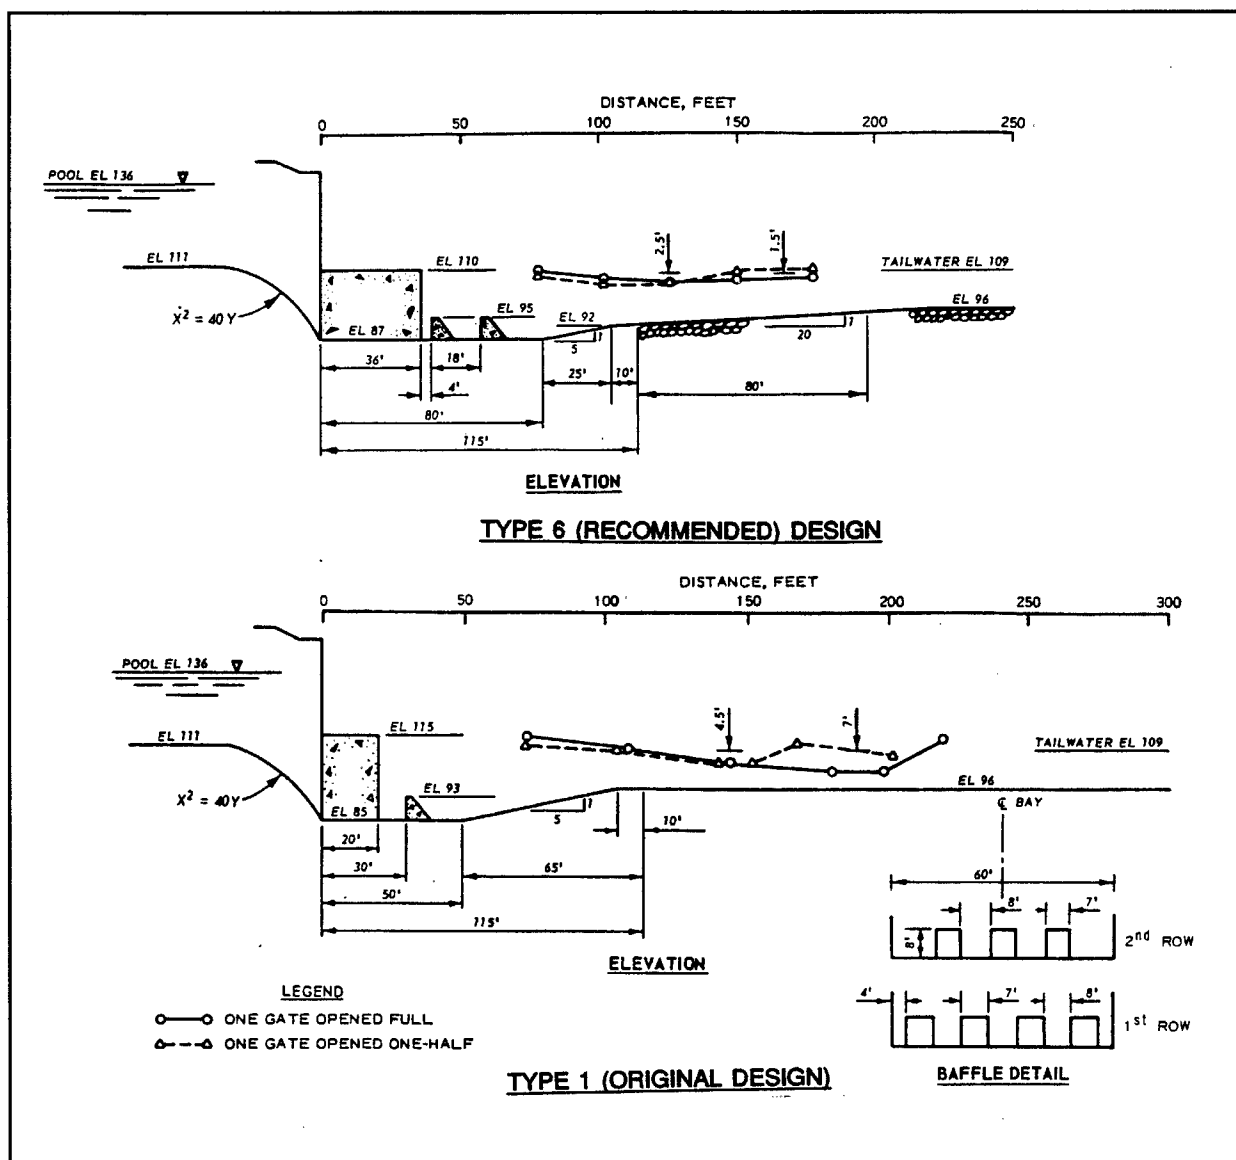 DISTANCE, FEET
0 50 100 150 200 250
POOL EL 136
EL 111
X² = 40Y
EL 110
EL 87
EL 95
EL 92
2.5'
1.5'
TAILWATER EL 109
EL 96
1
5
1
20
36'
18'
4'
25'
10'
80'
80'
115'
ELEVATION
TYPE 6 (RECOMMENDED) DESIGN
DISTANCE, FEET
0 50 100 150 200 250 300
POOL EL 136
EL 111
X² = 40Y
EL 115
EL 85
EL 93
4.5'
7'
TAILWATER EL 109
EL 96
1
5
20'
30'
50'
65'
10'
115'
ELEVATION
℄ BAY
60'
8'
7'
8'
2nd ROW
4'
7'
8'
1st ROW
BAFFLE DETAIL
LEGEND
ONE GATE OPENED FULL
ONE GATE OPENED ONE-HALF
TYPE 1 (ORIGINAL DESIGN)